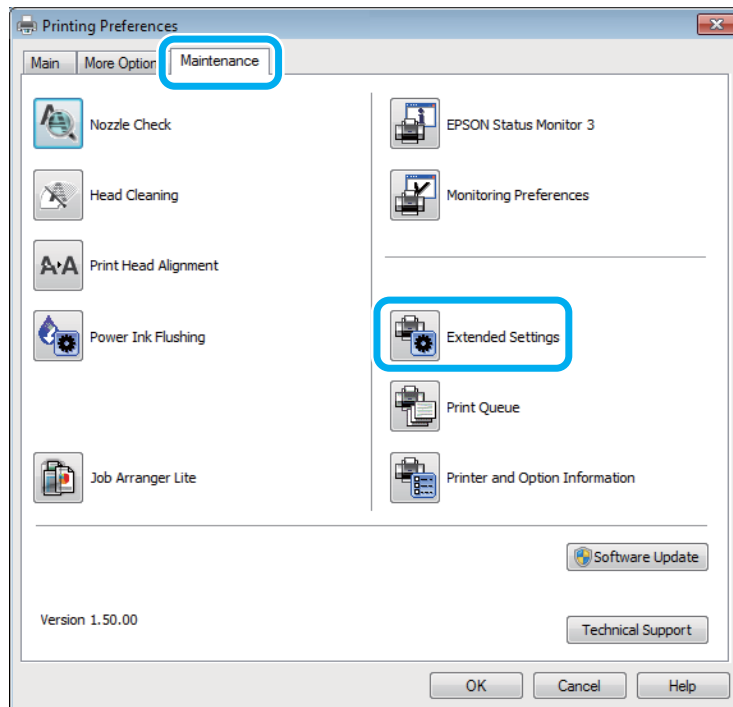 Printing Preferences
Main
More Option
Maintenance
Nozzle Check
EPSON Status Monitor 3
Head Cleaning
Monitoring Preferences
A A
Print Head Alignment
Power Ink Flushing
Extended Settings
Print Queue
Job Arranger Lite
Printer and Option Information
Software Update
Version 1.50.00
Technical Support
OK
Cancel
Help